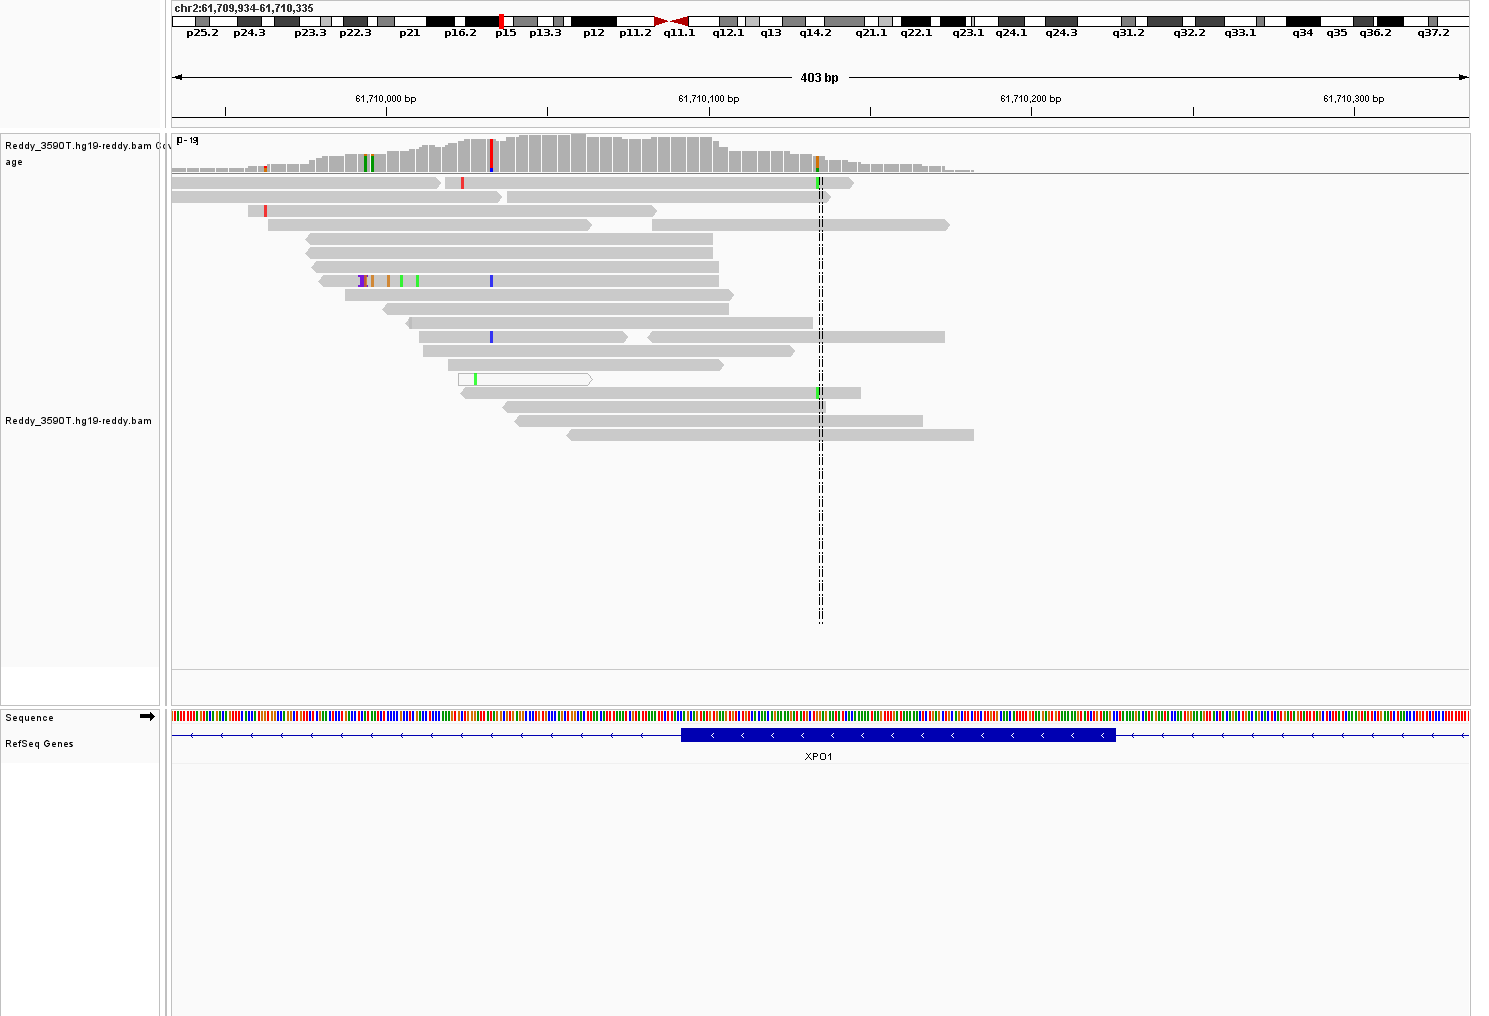 chr2:61,709,934-61,710,335
p25.2 p24.3 p23.3 p22.3 p21 p16.2 p15 p13.3 p12 p11.2 q11.1 q12.1 q13 q14.2 q21.1 q22.1 q23.1 q24.1 q24.3 q31.2 q32.2 q33.1 q34 q35 q36.2 q37.2
403 bp
61,710,000 bp 61,710,100 bp 61,710,200 bp 61,710,300 bp
Reddy_3590T.hg19-reddy.bam Cov
age
[0 - 19]
Reddy_3590T.hg19-reddy.bam
Sequence
RefSeq Genes
XPO1